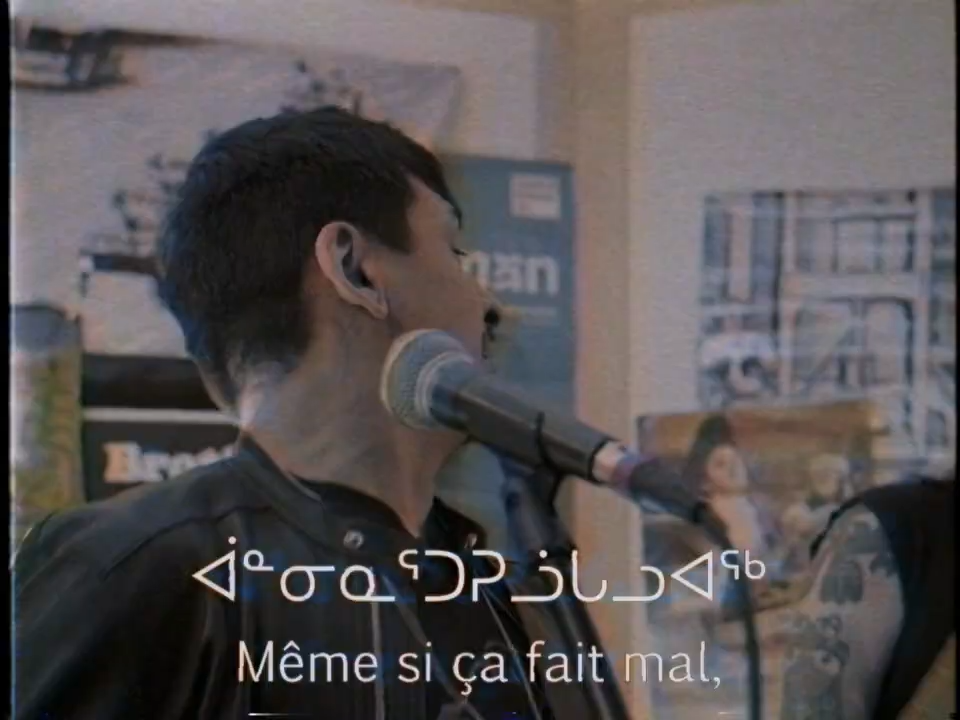 ᐋᓐᓂᓇᕐᑐᕈᓘᒐᓗᐊᖅ
Même si ça fait mal,